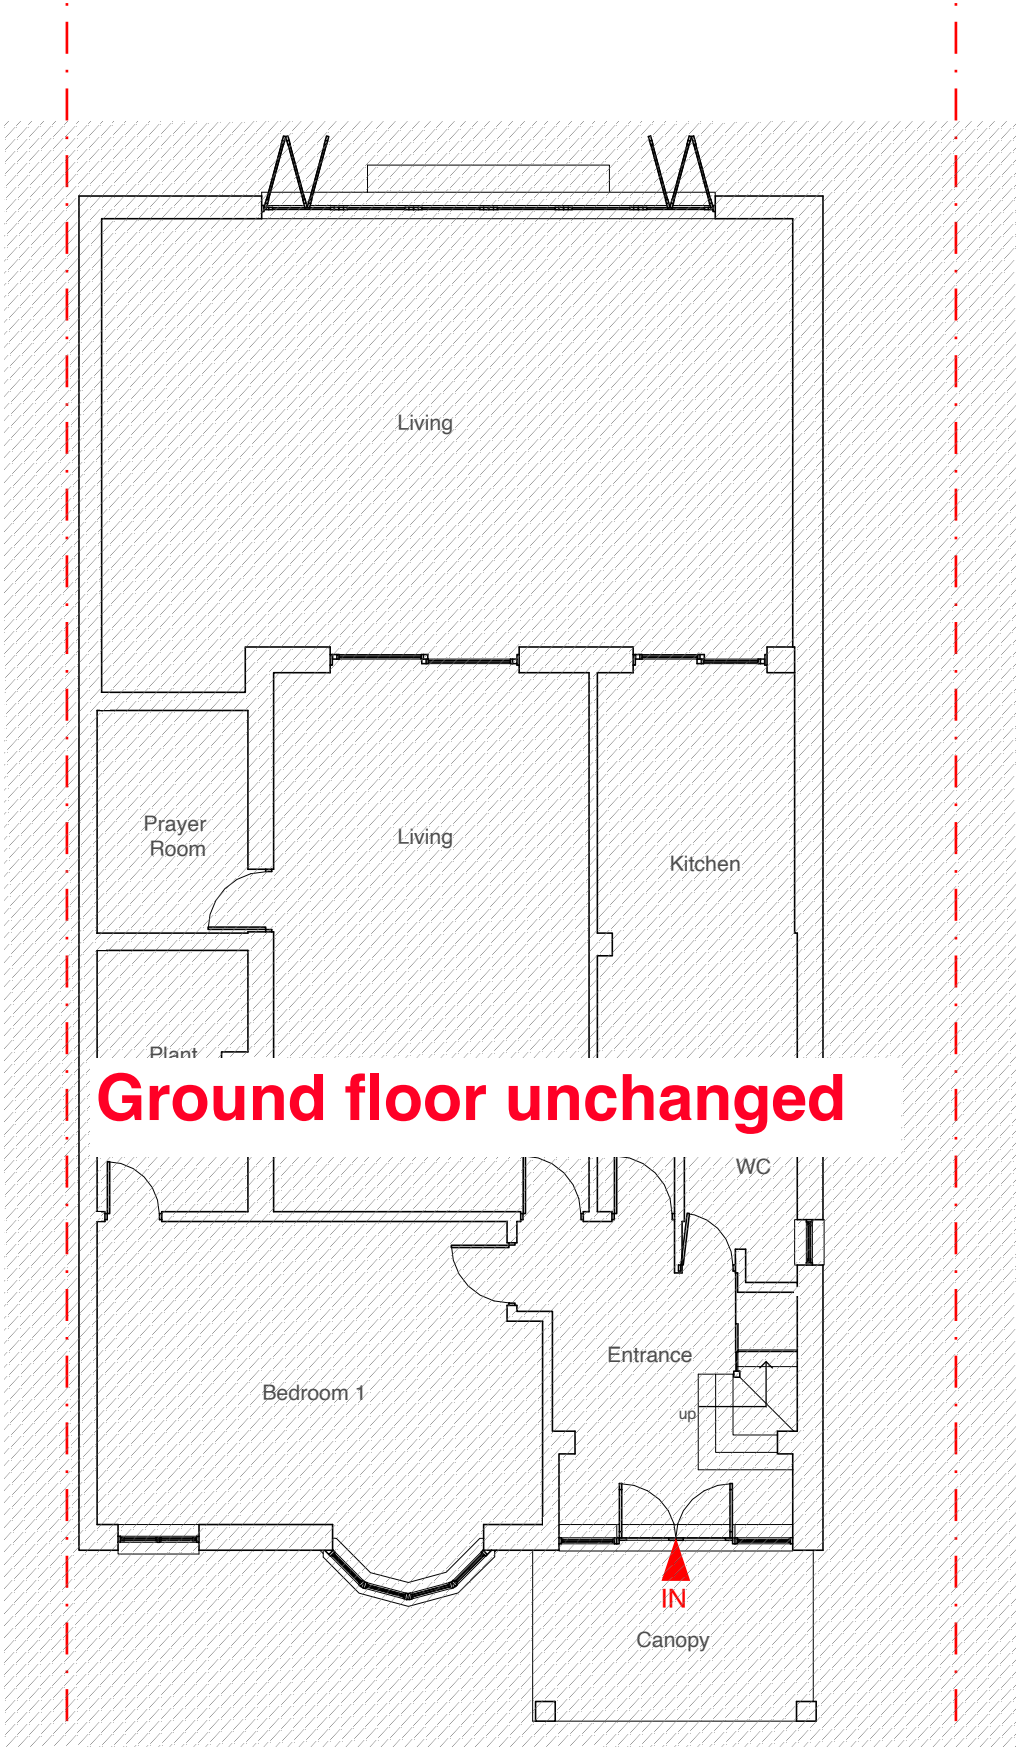 Living
Prayer
Room
Living
Kitchen
Plant
Ground floor unchanged
WC
Entrance
Bedroom 1
up
IN
Canopy